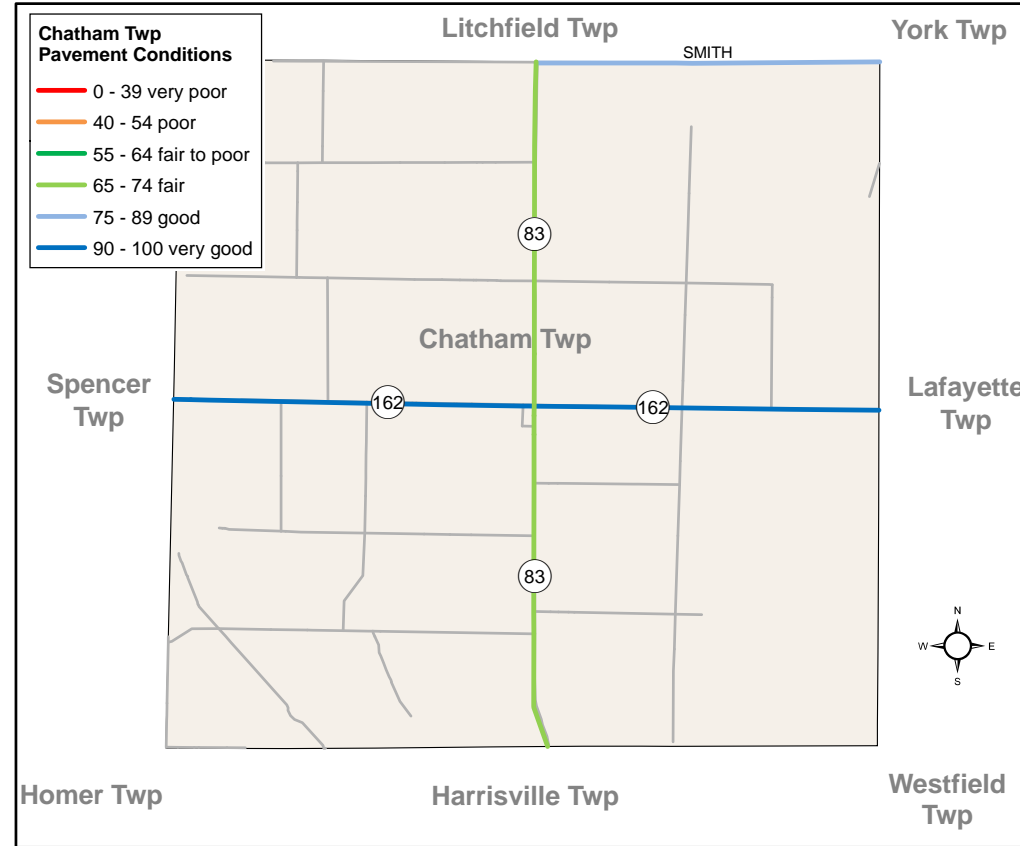 Chatham Twp
Pavement Conditions
0 - 39 very poor
40 - 54 poor
55 - 64 fair to poor
65 - 74 fair
75 - 89 good
90 - 100 very good
Litchfield Twp
York Twp
SMITH
83
Chatham Twp
Spencer
Twp
162
162
Lafayette
Twp
83
N
W
E
S
Homer Twp
Harrisville Twp
Westfield
Twp